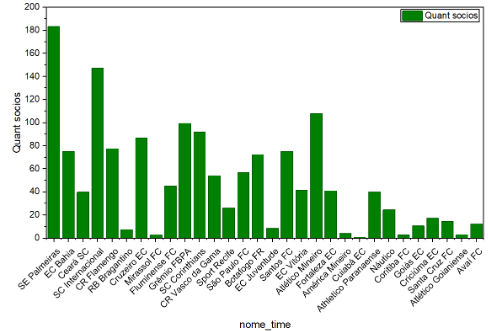 200
180
160
140
120
100
80
60
40
20
0
Quant socios
Quant socios
SE Palmeiras
EC Bahia
Ceará SC
SC Internacional
CR Flamengo
RB Bragantino
Cruzeiro EC
Mirassol FC
Fluminense FC
Grêmio FBPA
SC Corinthians
CR Vasco da Gama
Sport Recife
São Paulo FC
Botafogo FR
EC Juventude
Santos FC
EC Vitória
Atlético Mineiro
Fortaleza EC
América Mineiro
Cuiabá EC
Athletico Paranaense
Náutico
Coritiba FC
Goiás EC
Criciúma EC
Santa Cruz FC
Atlético Goianiense
Avaí FC
nome_time